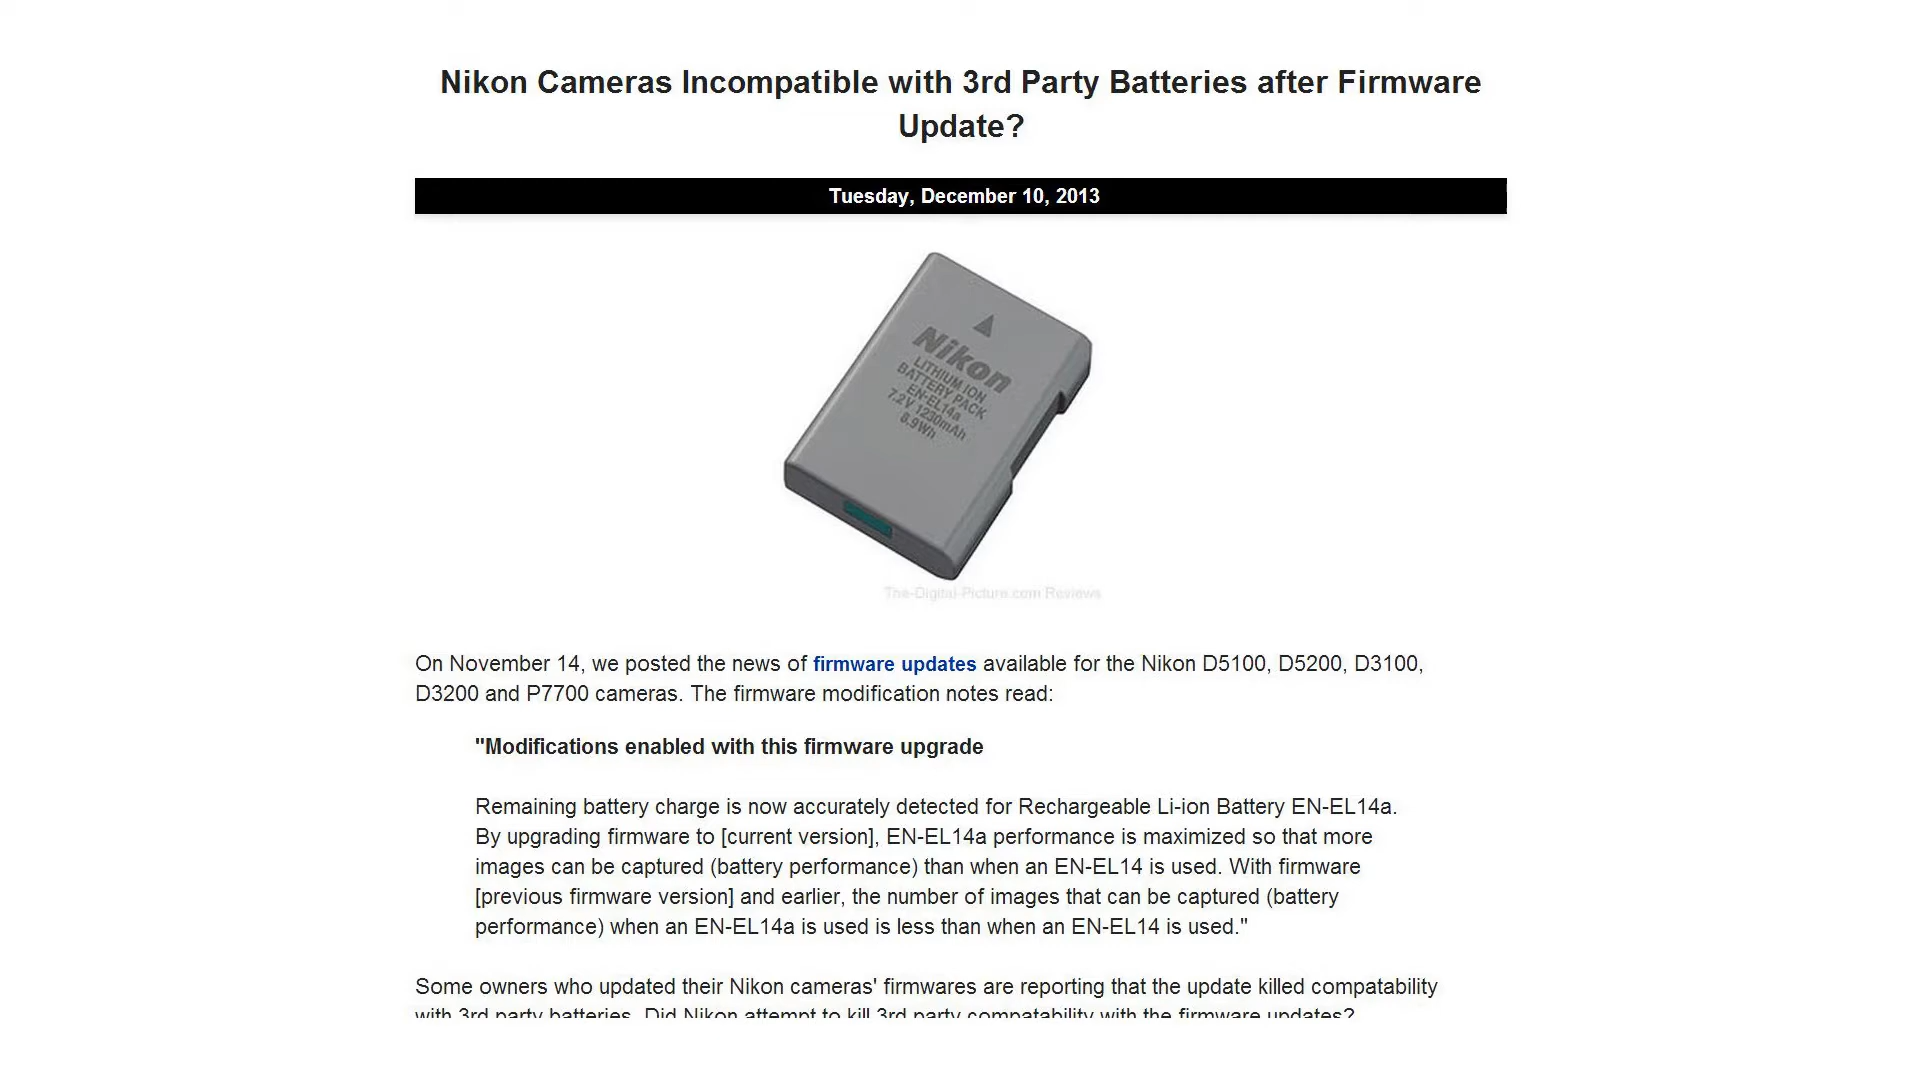 Nikon Cameras Incompatible with 3rd Party Batteries after Firmware
Update?
Tuesday, December 10, 2013
Nikon
LITHIUM ION
BATTERY PACK
EN-EL14a
7.2V 1230mAh
8.9Wh
The-Digital-Picture.com Reviews
On November 14, we posted the news of firmware updates available for the Nikon D5100, D5200, D3100,
D3200 and P7700 cameras. The firmware modification notes read:
"Modifications enabled with this firmware upgrade
Remaining battery charge is now accurately detected for Rechargeable Li-ion Battery EN-EL14a.
By upgrading firmware to [current version], EN-EL14a performance is maximized so that more
images can be captured (battery performance) than when an EN-EL14 is used. With firmware
[previous firmware version] and earlier, the number of images that can be captured (battery
performance) when an EN-EL14a is used is less than when an EN-EL14 is used."
Some owners who updated their Nikon cameras' firmwares are reporting that the update killed compatability
with 3rd party batteries. Did Nikon attempt to kill 3rd party compatability with the firmware updates?